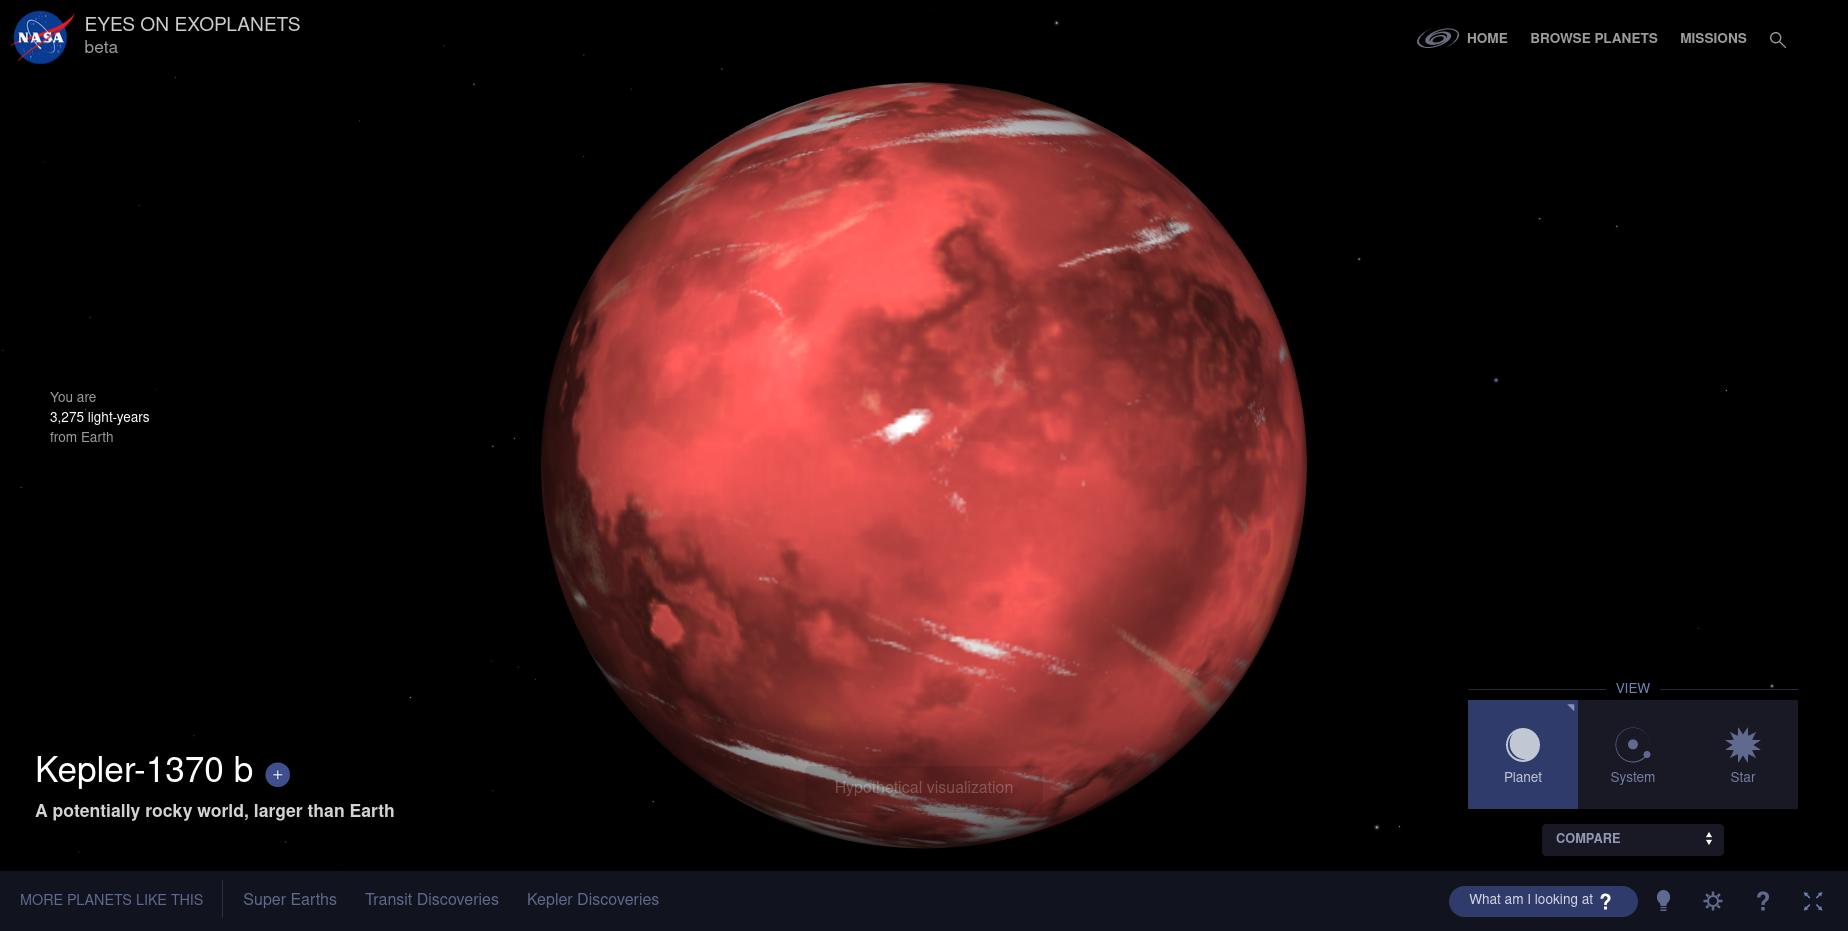 NASA
EYES ON EXOPLANETS
beta
HOME
BROWSE PLANETS
MISSIONS
You are
3,275 light-years
from Earth
Kepler-1370 b +
A potentially rocky world, larger than Earth
Hypothetical visualization
VIEW
Planet
System
Star
COMPARE
MORE PLANETS LIKE THIS
Super Earths
Transit Discoveries
Kepler Discoveries
What am I looking at ?
?